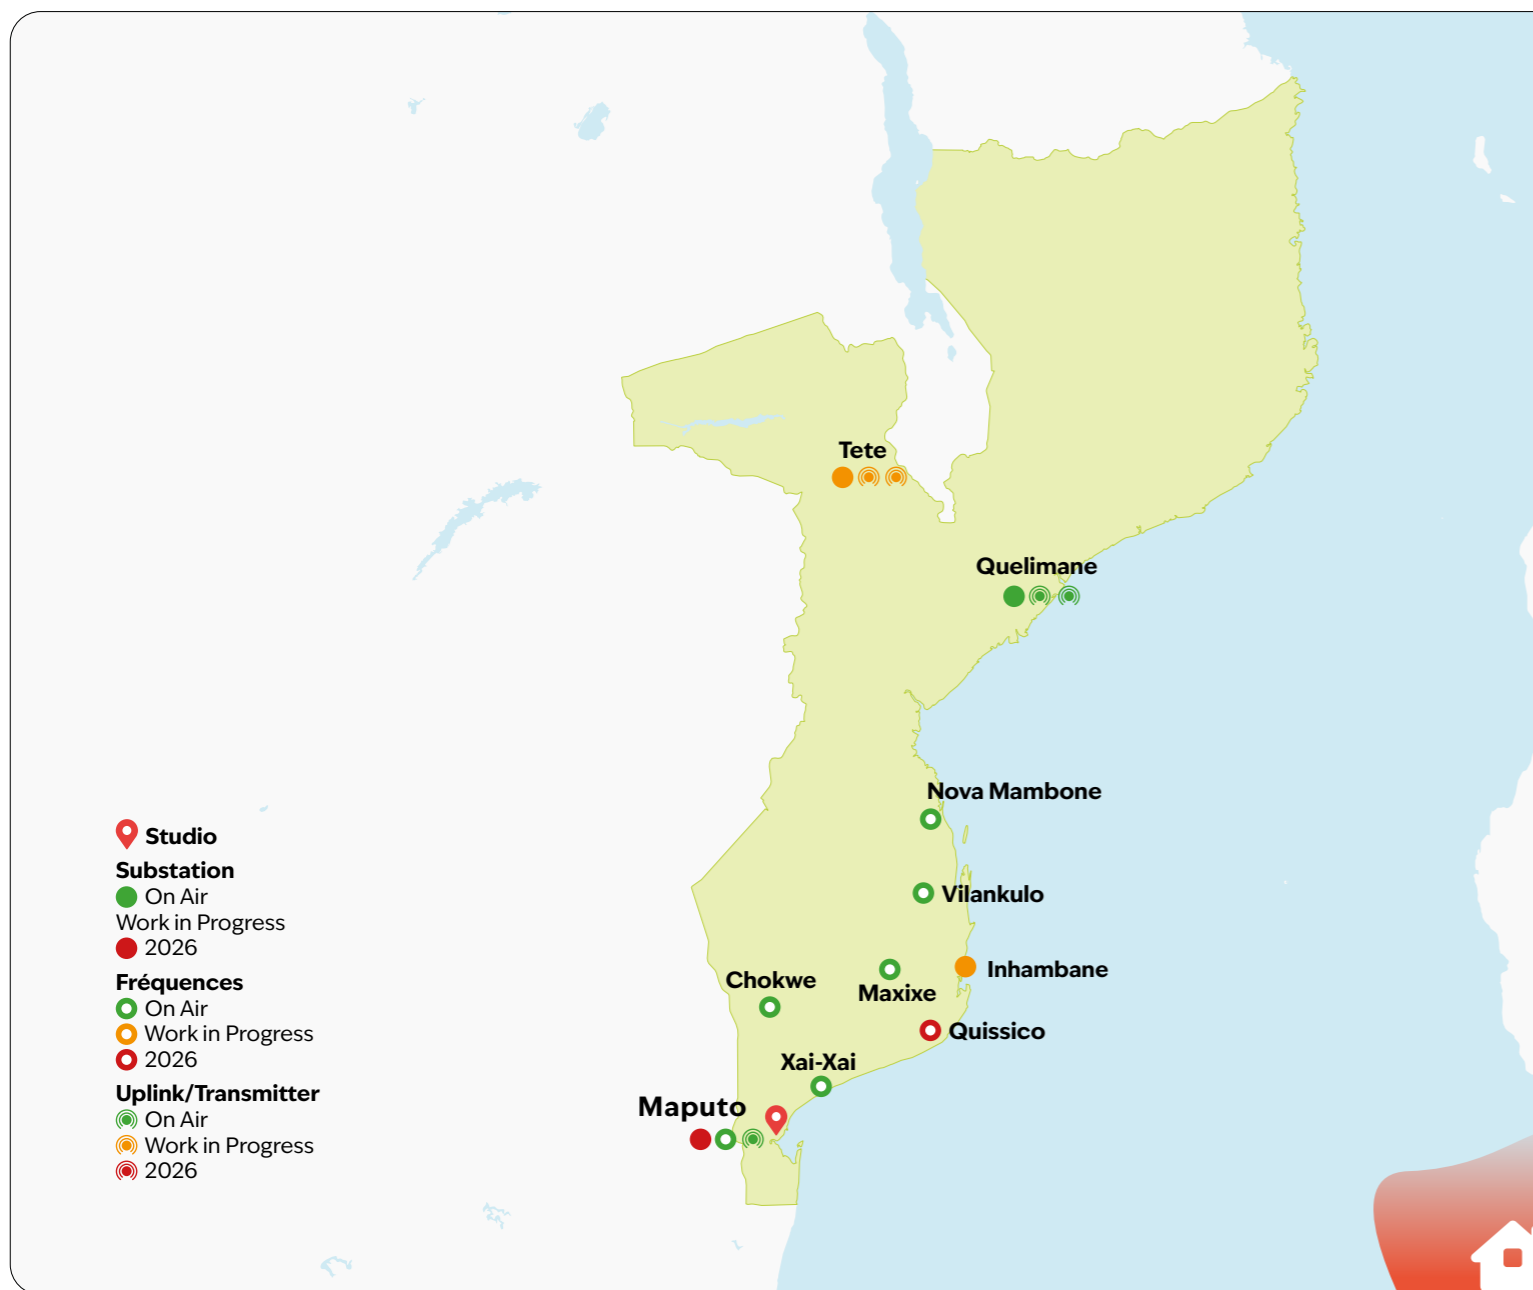 Tete
Quelimane
Nova Mambone
Vilankulo
Inhambane
Chokwe
Maxixe
Quissico
Xai-Xai
Maputo
Studio
Substation
On Air
Work in Progress
2026
Fréquences
On Air
Work in Progress
2026
Uplink/Transmitter
On Air
Work in Progress
2026